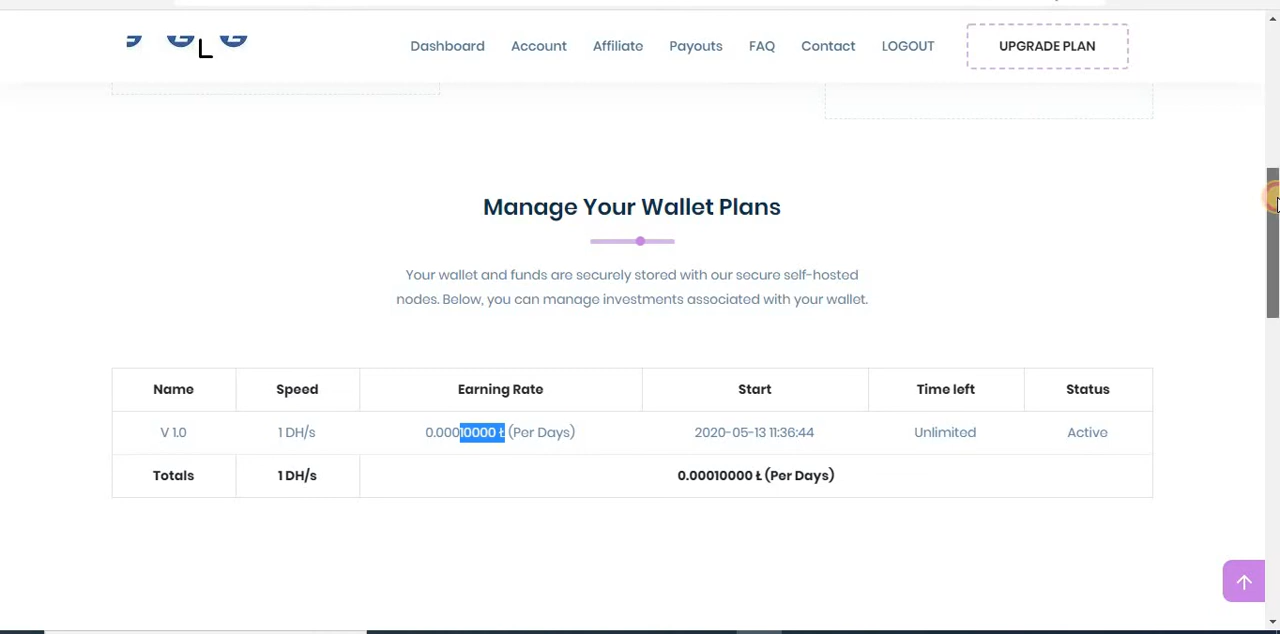 Dashboard Account Affiliate Payouts FAQ Contact LOGOUT UPGRADE PLAN
Manage Your Wallet Plans
Your wallet and funds are securely stored with our secure self-hosted
nodes. Below, you can manage investments associated with your wallet.
Name Speed Earning Rate Start Time left Status
V 1.0 1 DH/s 0.00010000 Ł (Per Days) 2020-05-13 11:36:44 Unlimited Active
Totals 1 DH/s 0.00010000 Ł (Per Days)